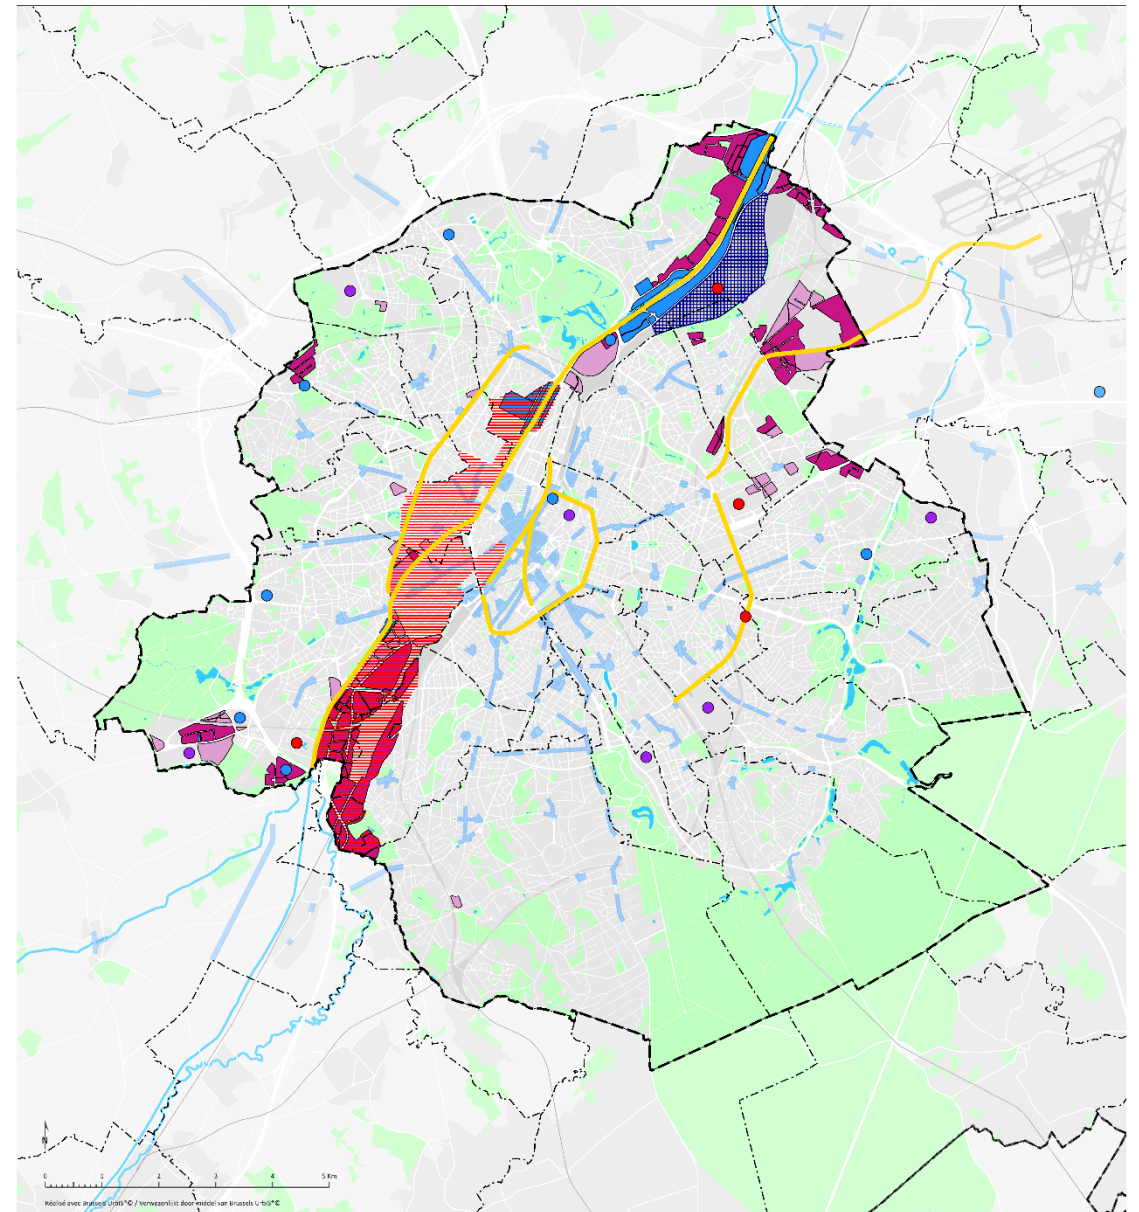 N
0 1 2 3 4 5 Km
Réalisé avec Brussels UrbIS®© / Verwezenlijkt door middel van Brussels UrbIS®©